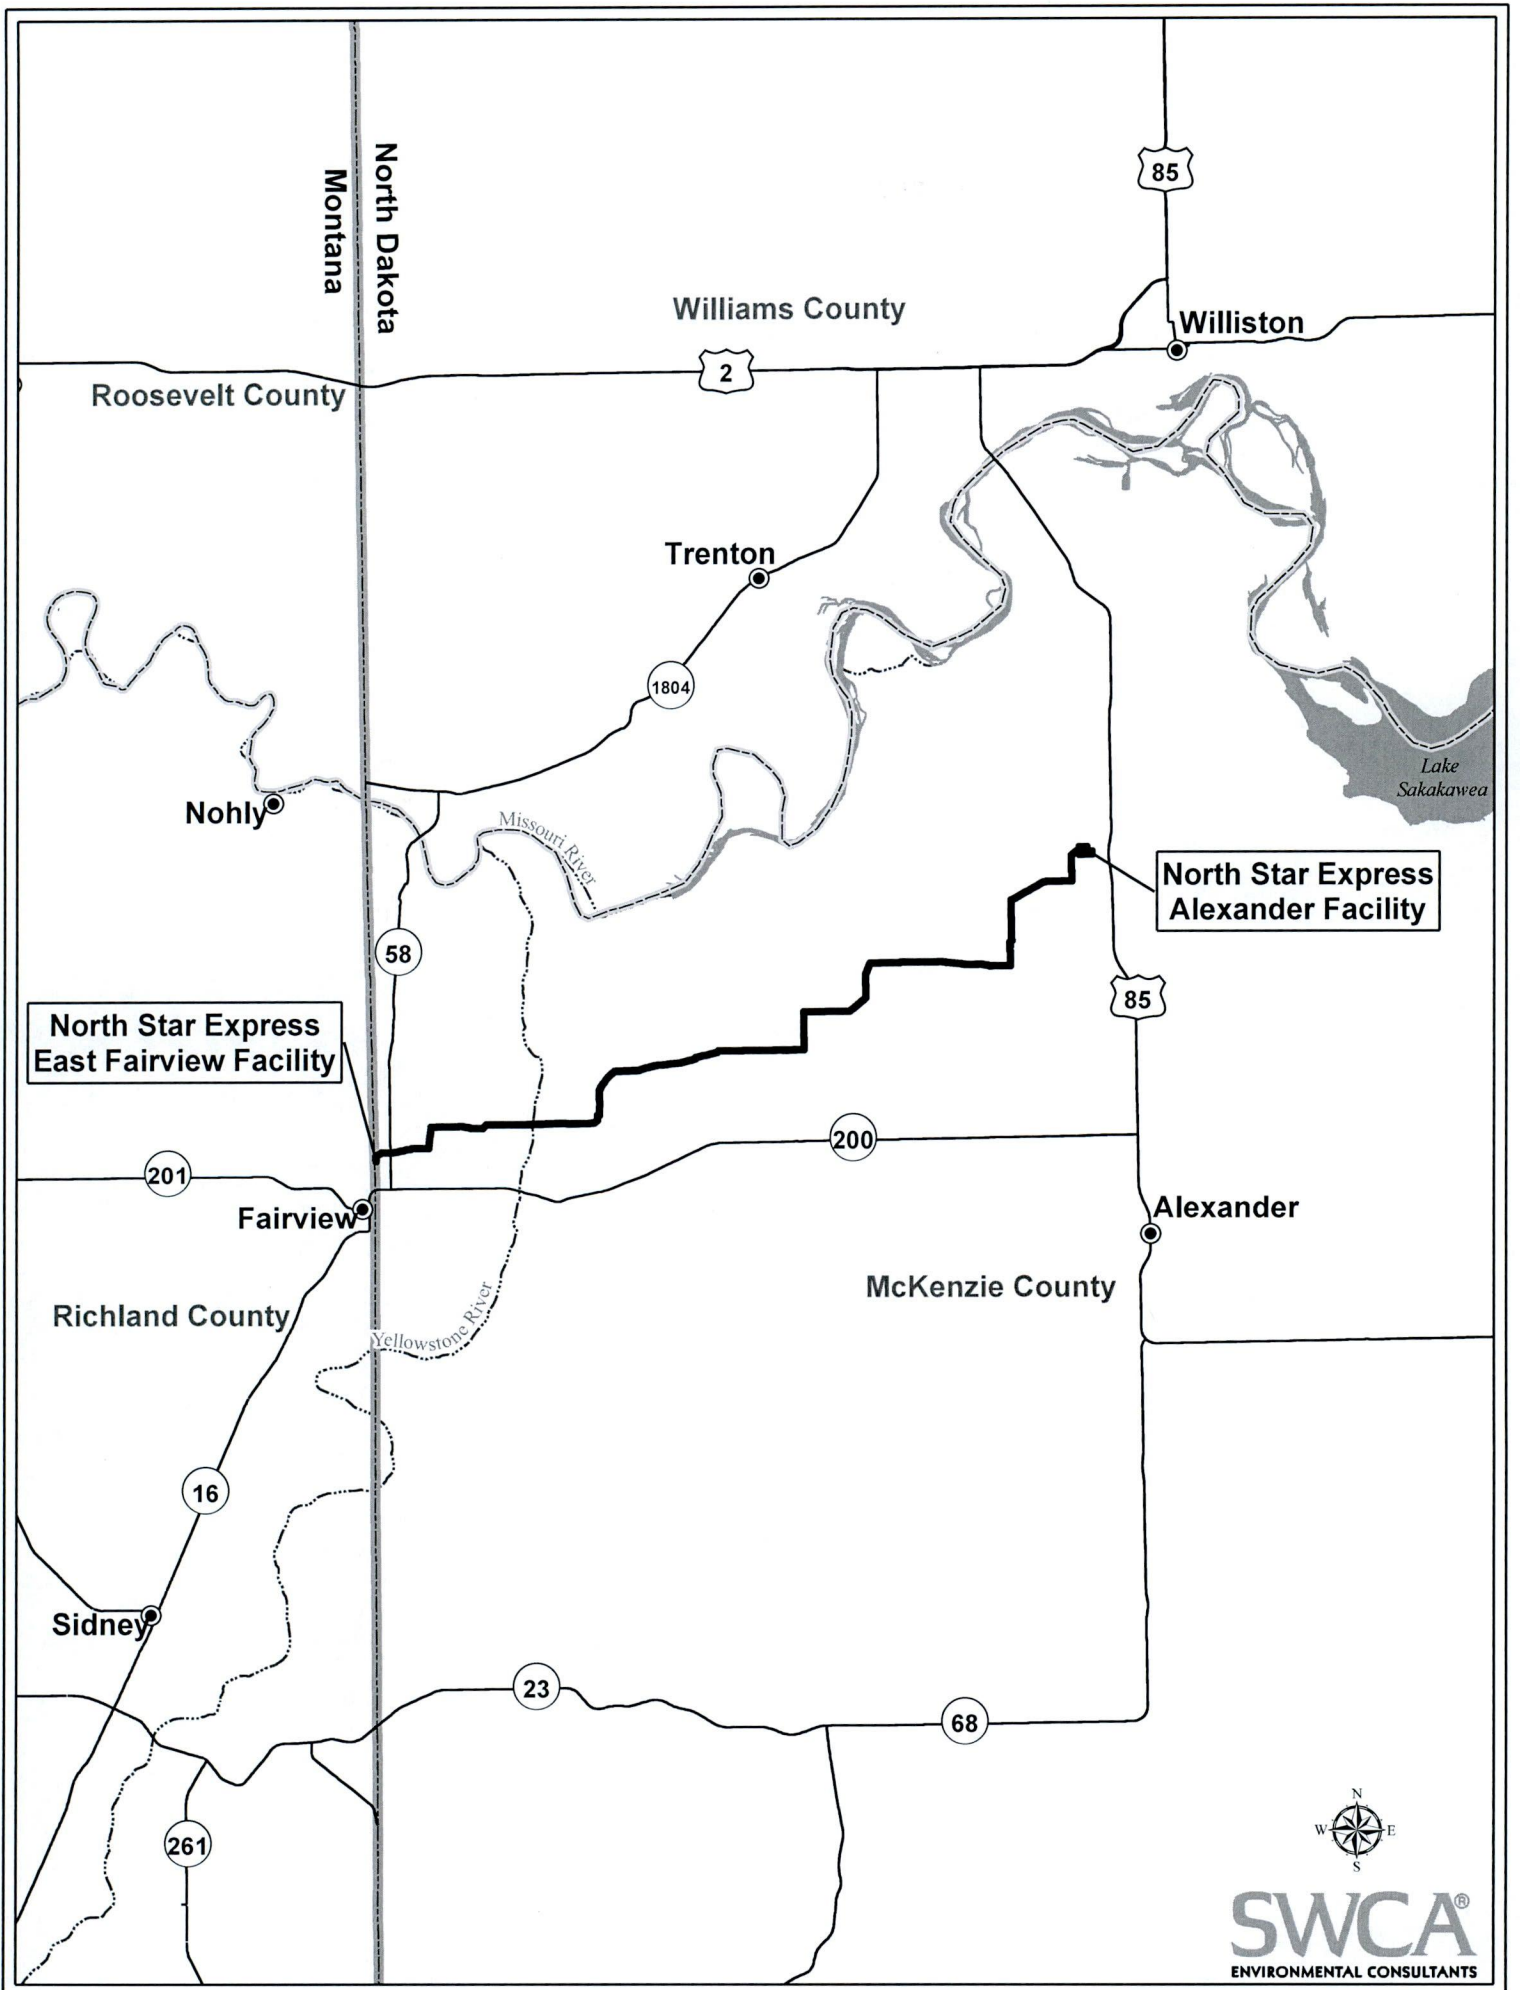 North Dakota
Montana
85
Williams County
Williston
2
Roosevelt County
Trenton
1804
Lake
Sakakawea
Nohly
Missouri River
North Star Express
Alexander Facility
58
85
North Star Express
East Fairview Facility
200
201
Alexander
Fairview
McKenzie County
Richland County
Yellowstone River
16
Sidney
23
68
261
N
W
E
S
SWCA®
ENVIRONMENTAL CONSULTANTS